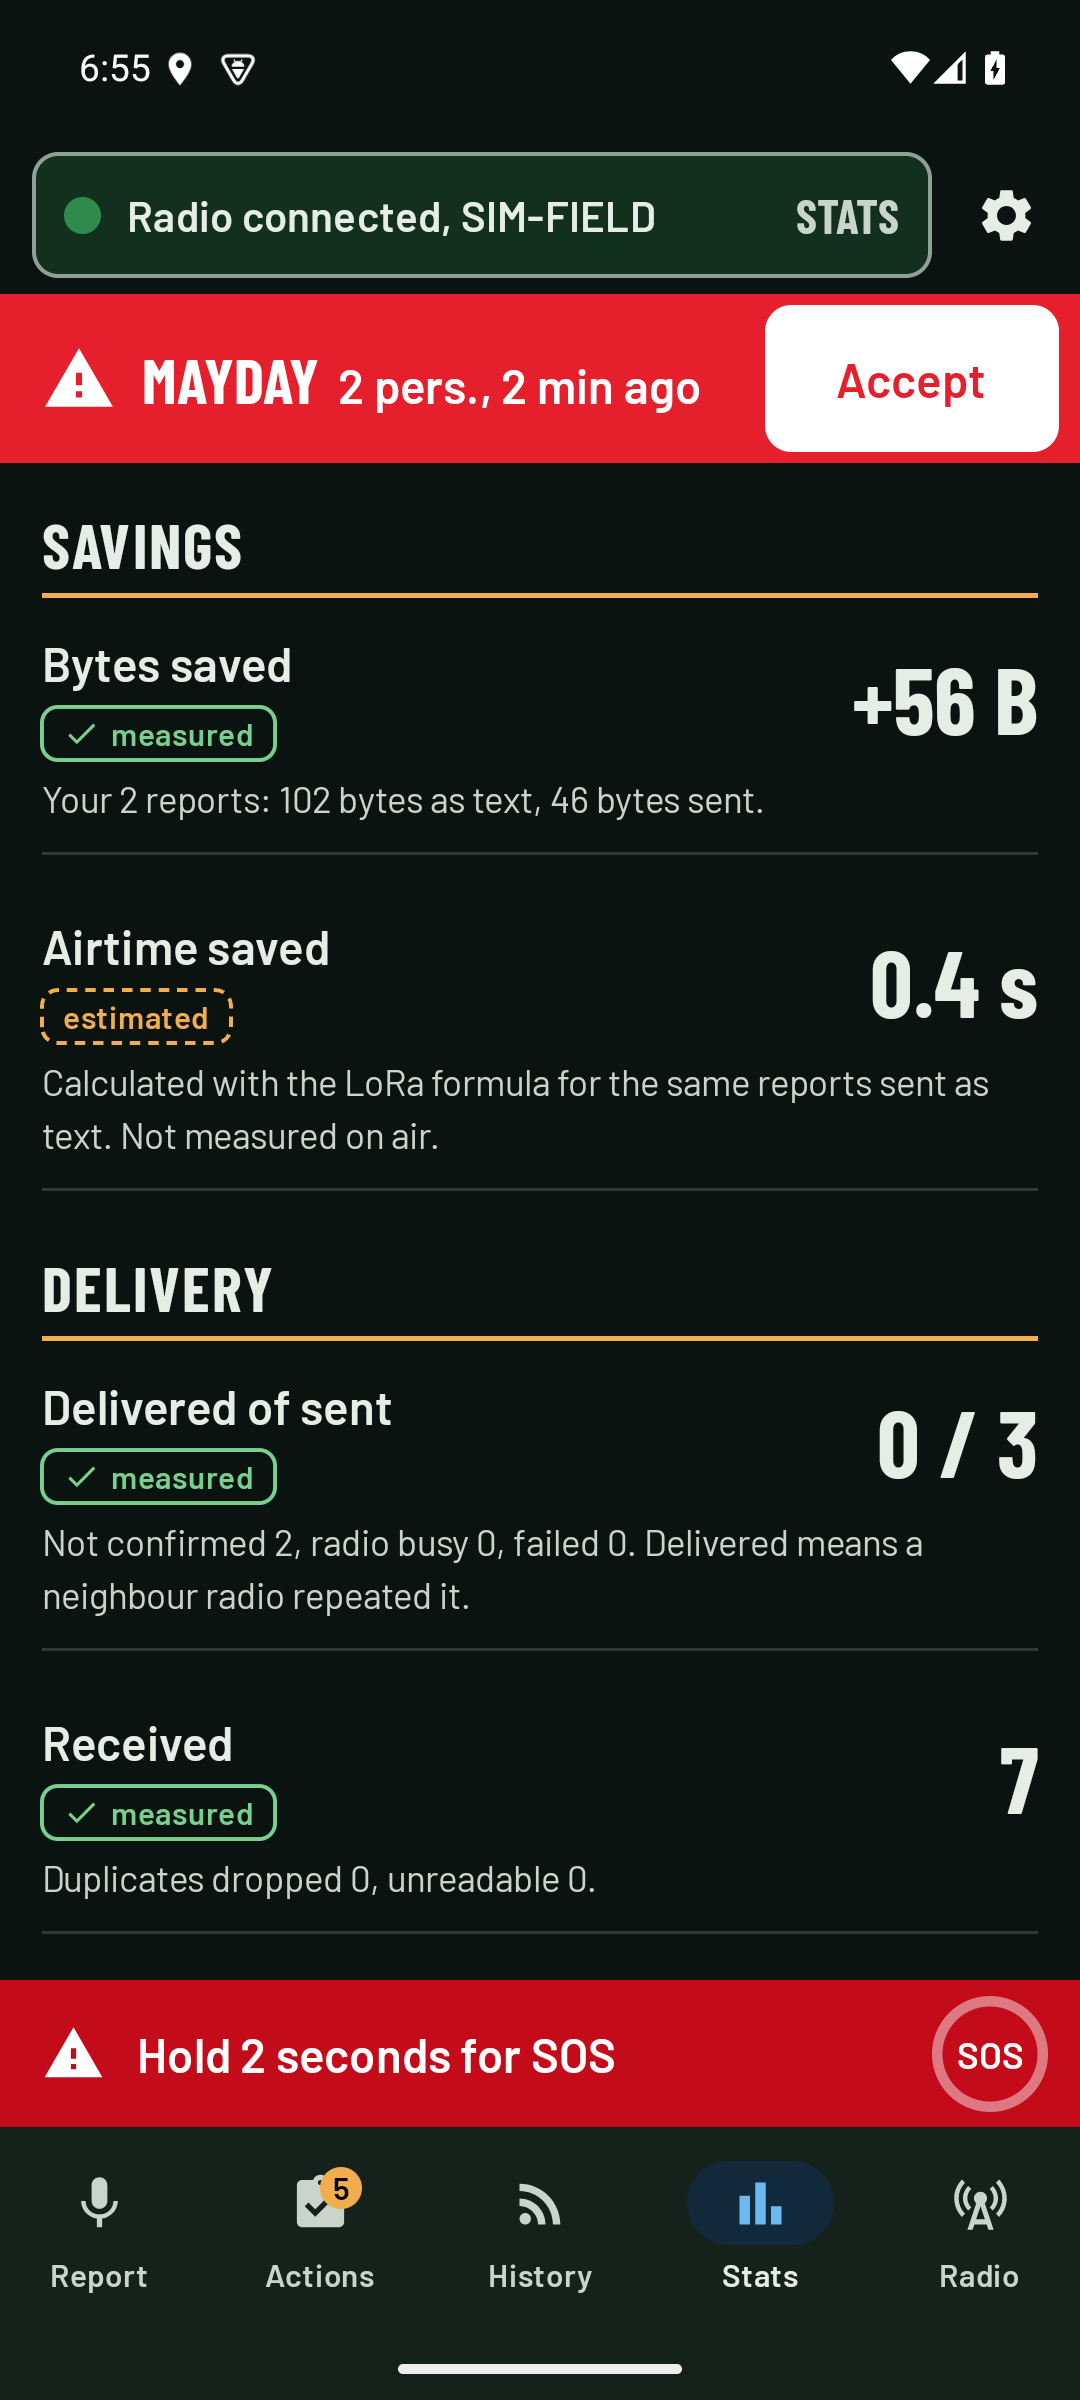 6:55
Radio connected, SIM-FIELD STATS
MAYDAY 2 pers., 2 min ago Accept
SAVINGS
Bytes saved
+56 B
measured
Your 2 reports: 102 bytes as text, 46 bytes sent.
Airtime saved
0.4 s
estimated
Calculated with the LoRa formula for the same reports sent as
text. Not measured on air.
DELIVERY
Delivered of sent
0 / 3
measured
Not confirmed 2, radio busy 0, failed 0. Delivered means a
neighbour radio repeated it.
Received
7
measured
Duplicates dropped 0, unreadable 0.
Hold 2 seconds for SOS SOS
5
Report Actions History Stats Radio